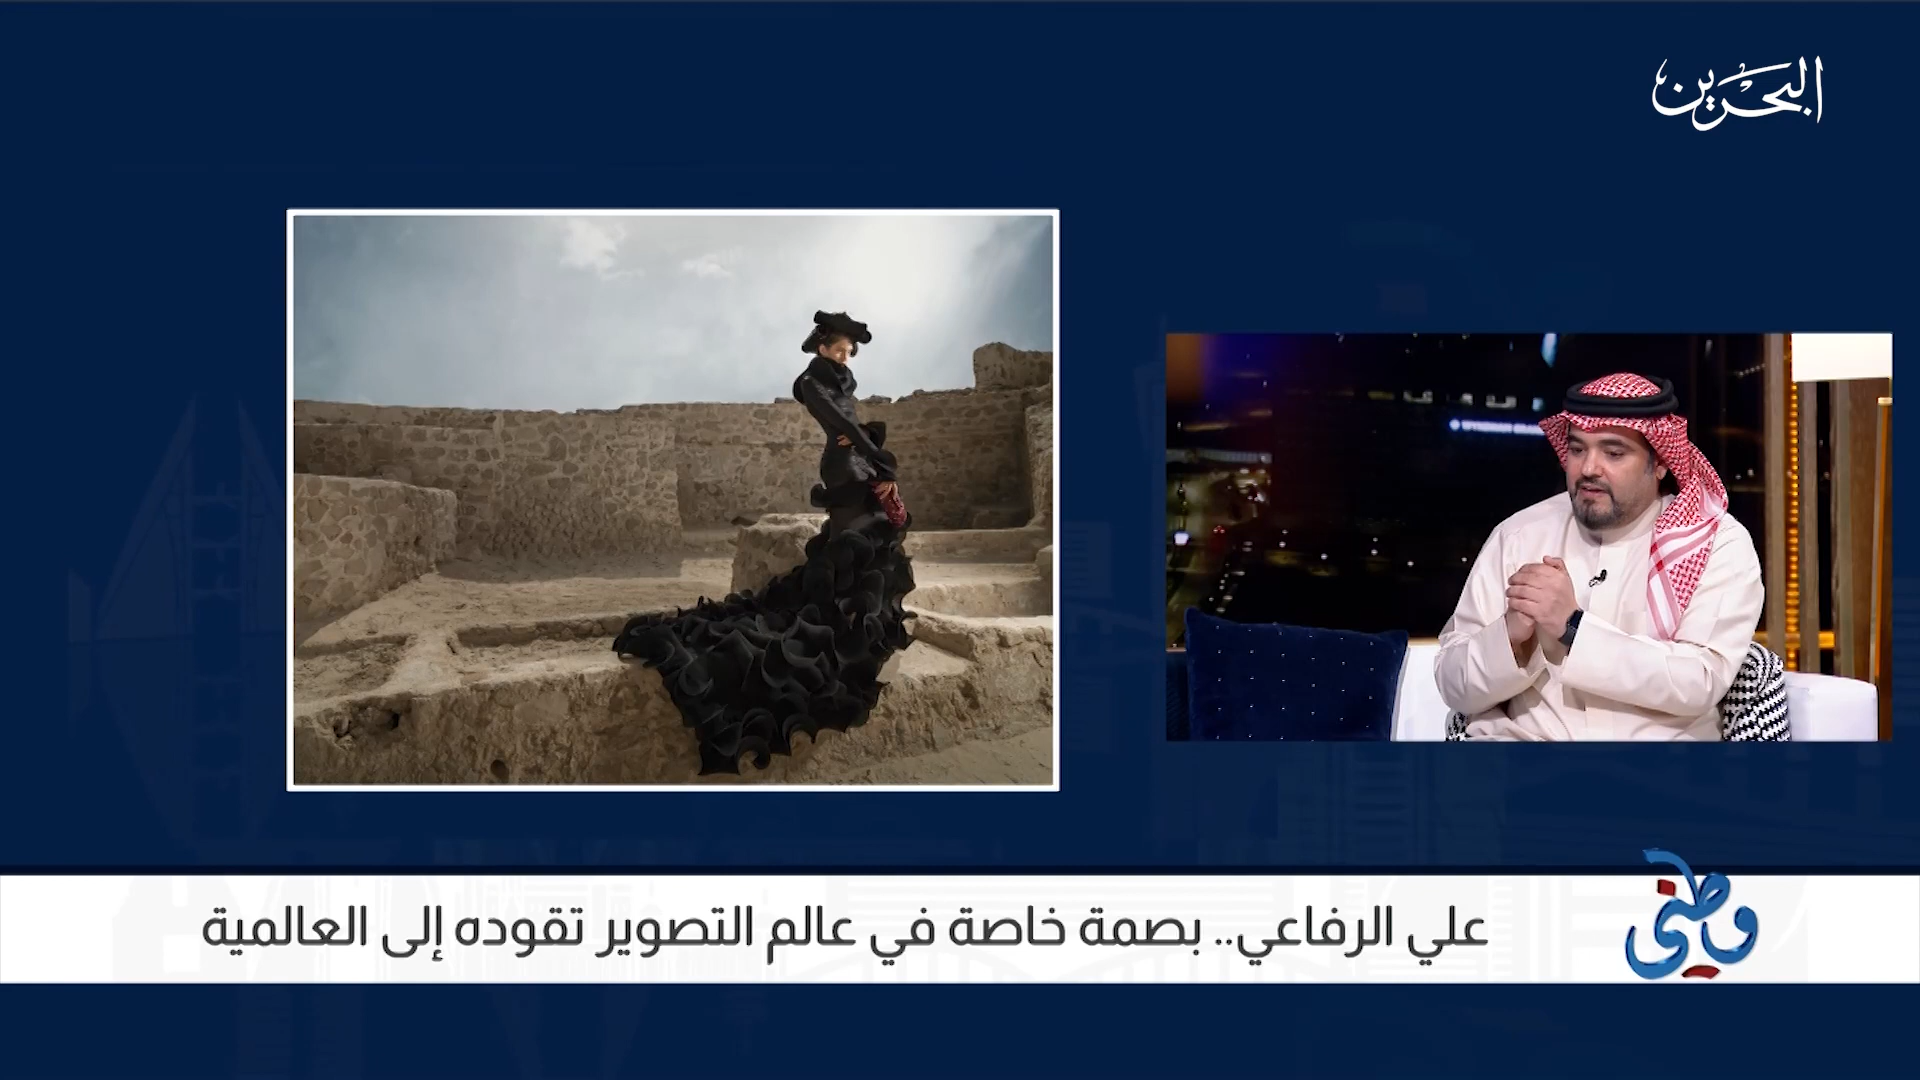 البحرين
علي الرفاعي.. بصمة خاصة في عالم التصوير تقوده إلى العالمية
وطني